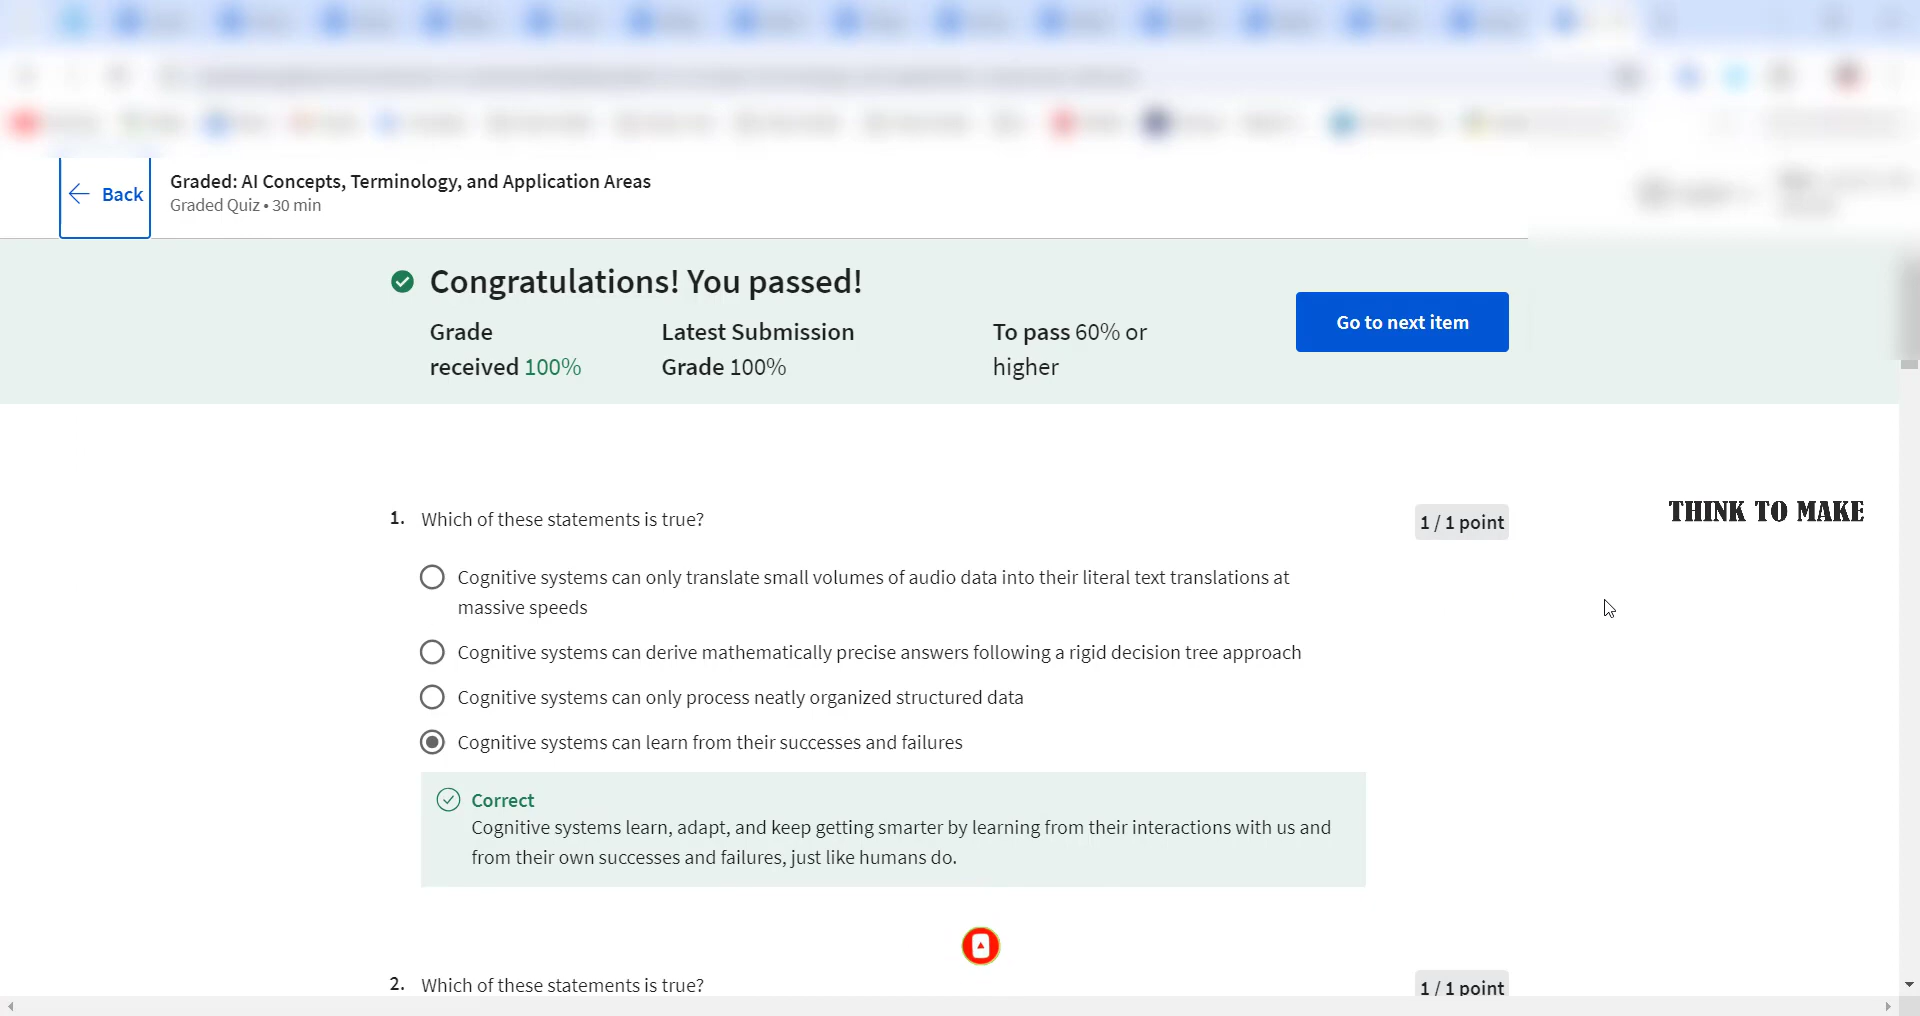 Back
Graded: AI Concepts, Terminology, and Application Areas
Graded Quiz • 30 min
Congratulations! You passed!
Grade
received 100%
Latest Submission
Grade 100%
To pass 60% or
higher
Go to next item
1. Which of these statements is true?
1 / 1 point
THINK TO MAKE
Cognitive systems can only translate small volumes of audio data into their literal text translations at
massive speeds
Cognitive systems can derive mathematically precise answers following a rigid decision tree approach
Cognitive systems can only process neatly organized structured data
Cognitive systems can learn from their successes and failures
Correct
Cognitive systems learn, adapt, and keep getting smarter by learning from their interactions with us and
from their own successes and failures, just like humans do.
2. Which of these statements is true?
1 / 1 point